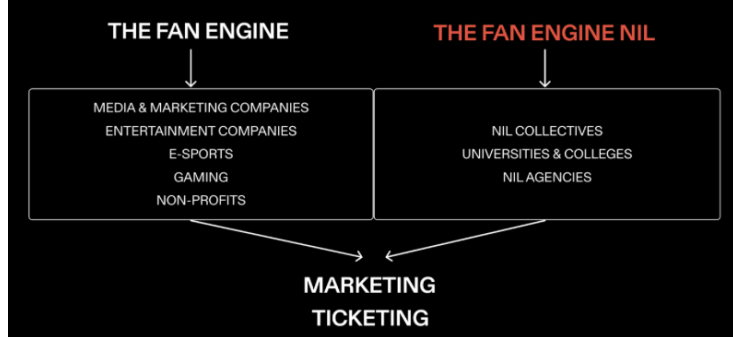 THE FAN ENGINE
THE FAN ENGINE NIL
MEDIA & MARKETING COMPANIES
ENTERTAINMENT COMPANIES
E-SPORTS
GAMING
NON-PROFITS
NIL COLLECTIVES
UNIVERSITIES & COLLEGES
NIL AGENCIES
MARKETING
TICKETING